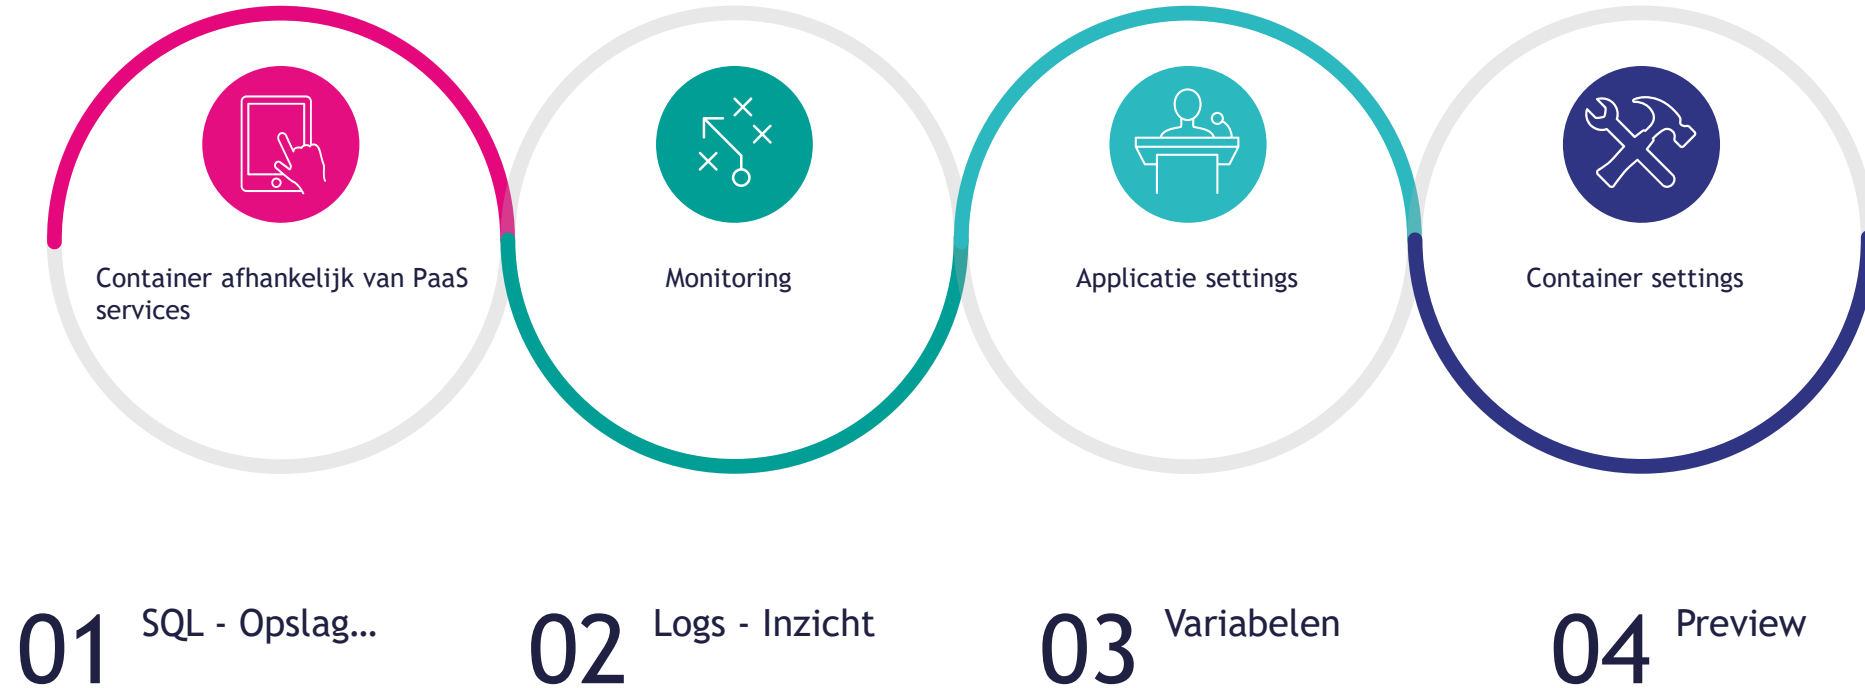 Container afhankelijk van PaaS
services
Monitoring
Applicatie settings
Container settings
01 SQL - Opslag…
02 Logs - Inzicht
03 Variabelen
04 Preview